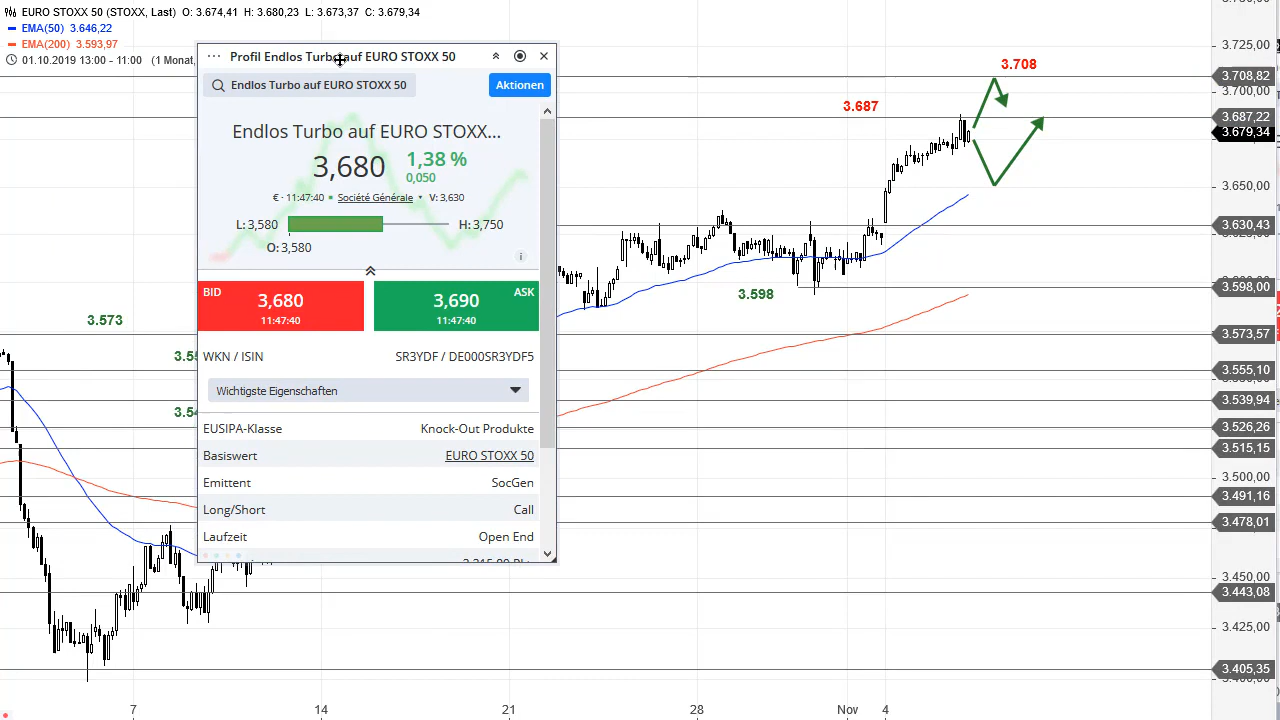 EURO STOXX 50 (STOXX, Last) O: 3.674,41 H: 3.680,23 L: 3.673,37 C: 3.679,34
EMA(50) 3.646,22
EMA(200) 3.593,97
01.10.2019 13:00 - 11:00 (1 Monat,
Profil Endlos Turbo auf EURO STOXX 50
Endlos Turbo auf EURO STOXX 50
Aktionen
Endlos Turbo auf EURO STOXX...
3,680
1,38 %
0,050
€ - 11:47:40 Société Générale V: 3,630
L: 3,580
H: 3,750
O: 3,580
BID
3,680
11:47:40
ASK
3,690
11:47:40
WKN / ISIN SR3YDF / DE000SR3YDF5
Wichtigste Eigenschaften
EUSIPA-Klasse Knock-Out Produkte
Basiswert EURO STOXX 50
Emittent SocGen
Long/Short Call
Laufzeit Open End
3.708
3.687
3.598
3.573
3.725,00
3.708,82
3.700,00
3.687,22
3.679,34
3.650,00
3.630,43
3.598,00
3.573,57
3.555,10
3.539,94
3.526,26
3.515,15
3.500,00
3.491,16
3.478,01
3.450,00
3.443,08
3.425,00
3.405,35
7
14
21
28
Nov
4